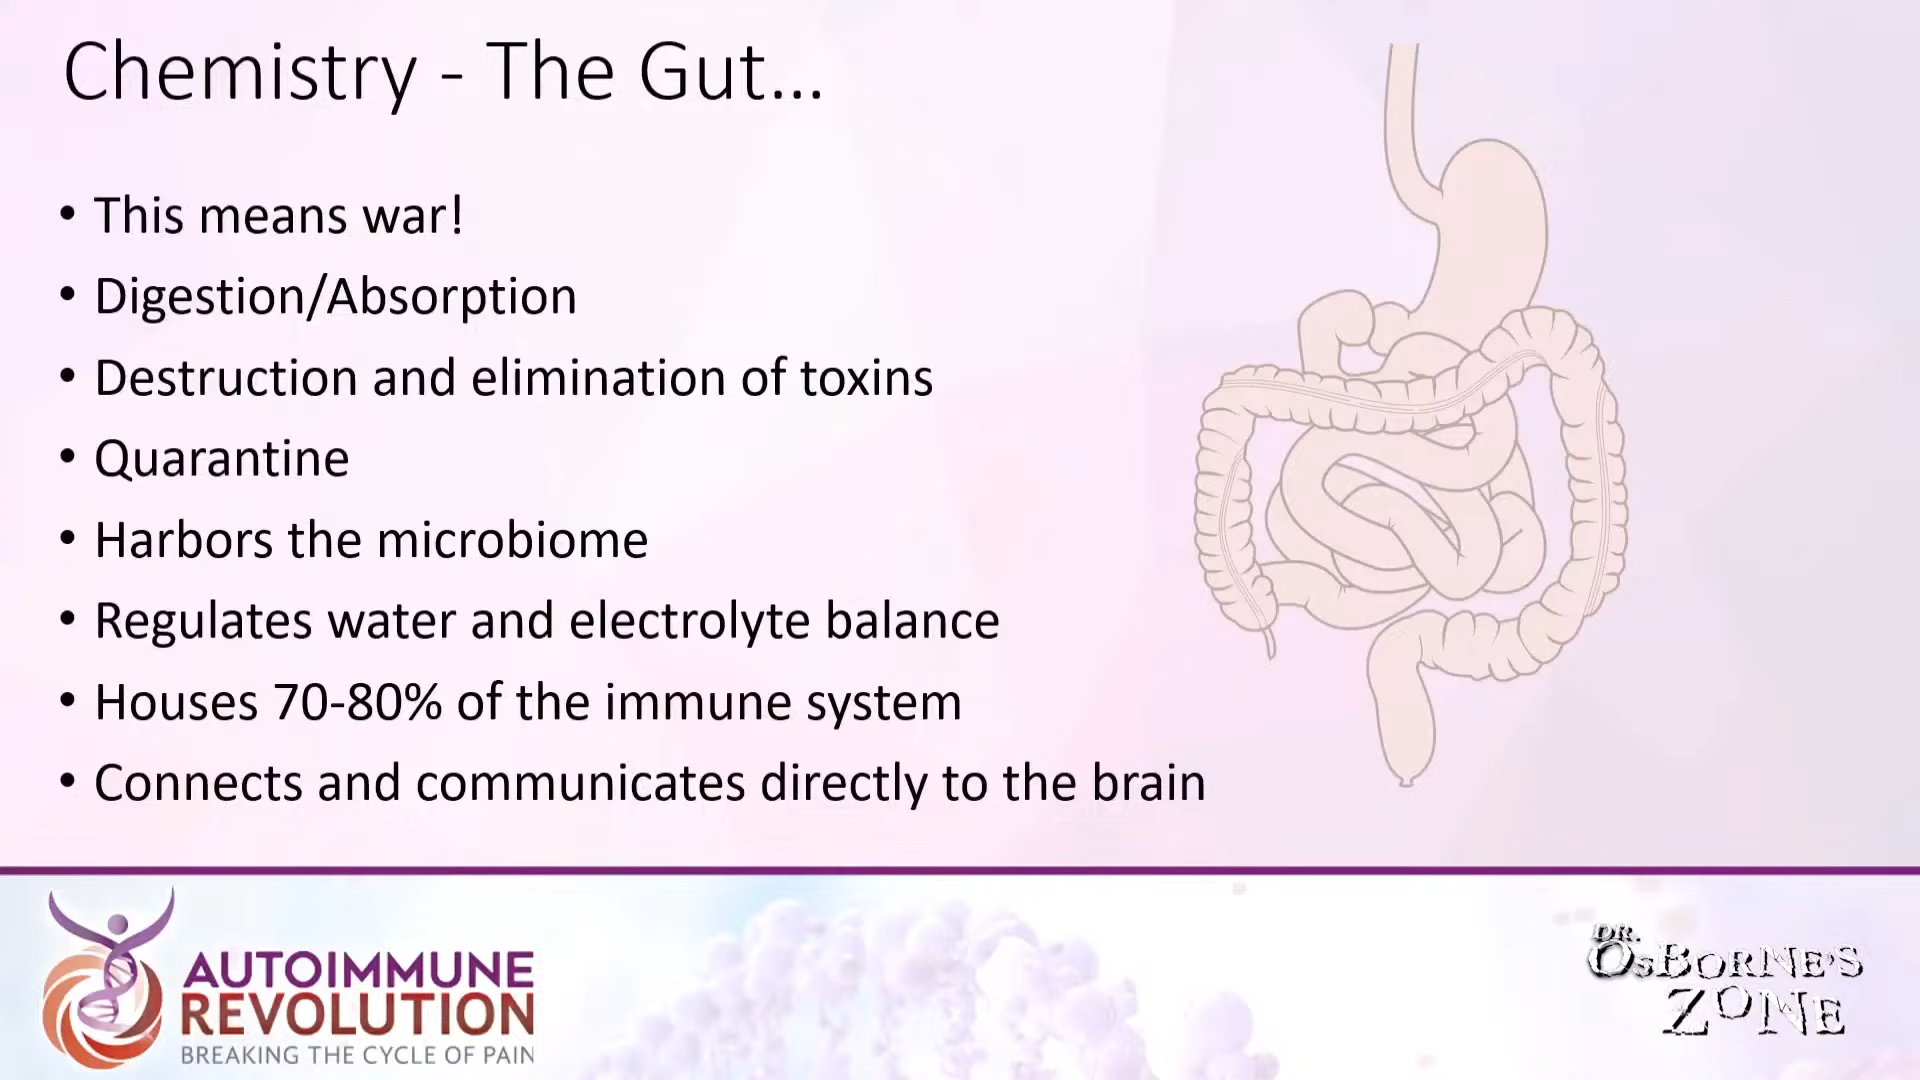 Chemistry - The Gut...
• This means war!
• Digestion/Absorption
• Destruction and elimination of toxins
• Quarantine
• Harbors the microbiome
• Regulates water and electrolyte balance
• Houses 70-80% of the immune system
• Connects and communicates directly to the brain
AUTOIMMUNE
REVOLUTION
BREAKING THE CYCLE OF PAIN
DR.
OSBORNE'S
ZONE